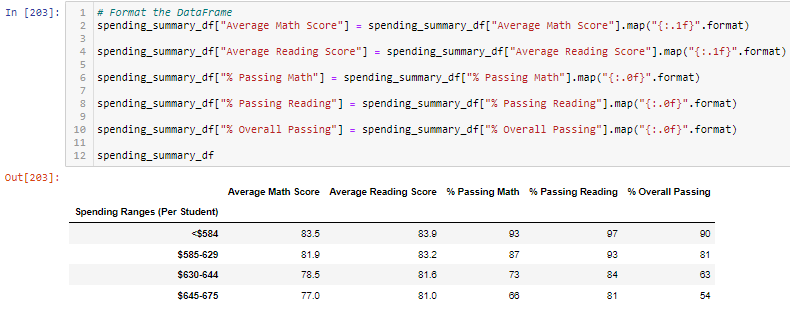 In [203]:
1 # Format the DataFrame
2 spending_summary_df["Average Math Score"] = spending_summary_df["Average Math Score"].map("{:.1f}".format)
3
4 spending_summary_df["Average Reading Score"] = spending_summary_df["Average Reading Score"].map("{:.1f}".format)
5
6 spending_summary_df["% Passing Math"] = spending_summary_df["% Passing Math"].map("{:.0f}".format)
7
8 spending_summary_df["% Passing Reading"] = spending_summary_df["% Passing Reading"].map("{:.0f}".format)
9
10 spending_summary_df["% Overall Passing"] = spending_summary_df["% Overall Passing"].map("{:.0f}".format)
11
12 spending_summary_df
Out[203]:
Average Math Score Average Reading Score % Passing Math % Passing Reading % Overall Passing
Spending Ranges (Per Student)
<$584 83.5 83.9 93 97 90
$585-629 81.9 83.2 87 93 81
$630-644 78.5 81.6 73 84 63
$645-675 77.0 81.0 66 81 54